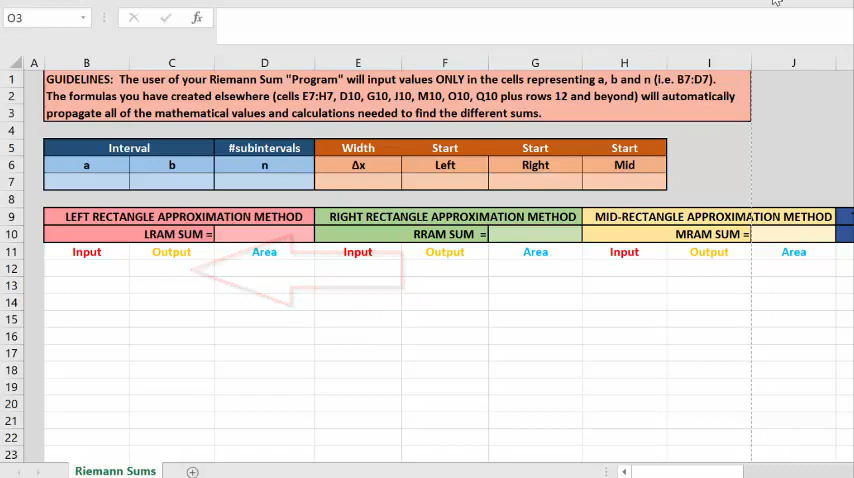 O3 fx
A B C D E F G H I J
1 GUIDELINES: The user of your Riemann Sum "Program" will input values ONLY in the cells representing a, b and n (i.e. B7:D7).
2 The formulas you have created elsewhere (cells E7:H7, D10, G10, J10, M10, O10, Q10 plus rows 12 and beyond) will automatically
3 propagate all of the mathematical values and calculations needed to find the different sums.
4
5 Interval #subintervals Width Start Start Start
6 a b n Δx Left Right Mid
7
8
9 LEFT RECTANGLE APPROXIMATION METHOD RIGHT RECTANGLE APPROXIMATION METHOD MID-RECTANGLE APPROXIMATION METHOD
10 LRAM SUM = RRAM SUM = MRAM SUM =
11 Input Output Area Input Output Area Input Output Area
12
13
14
15
16
17
18
19
20
21
22
23
Riemann Sums